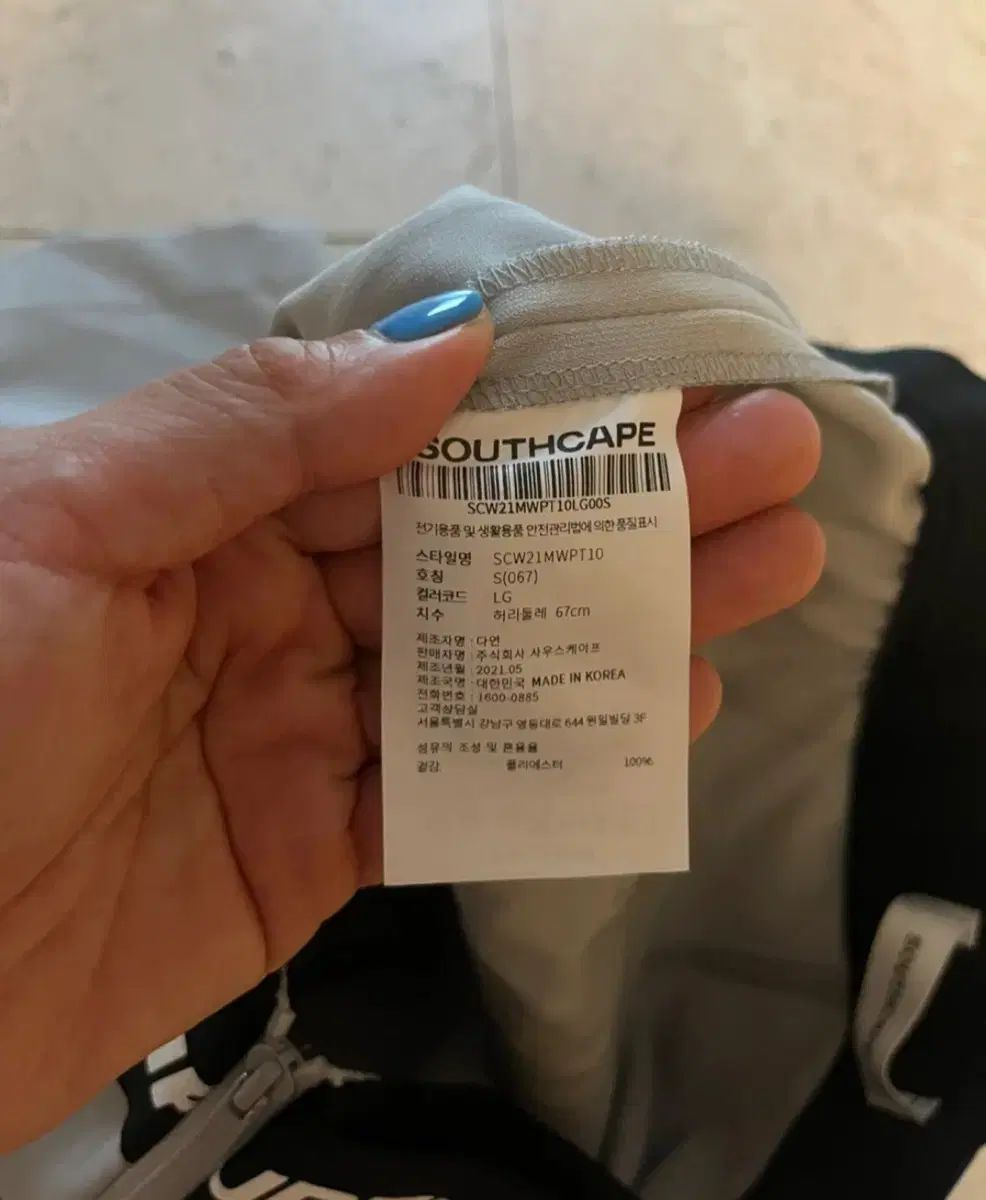 SOUTHCAPE
SCW21MWPT10LG00S
전기용품 및 생활용품 안전관리법에 의한 품질표시
스타일명 SCW21MWPT10
호칭 S(067)
컬러코드 LG
치수 허리둘레 67cm
제조자명 : 다연
판매자명 : 주식회사 사우스케이프
제조년월 : 2021.05
제조국명 : 대한민국 MADE IN KOREA
전화번호 : 1600-0885
고객상담실
서울특별시 강남구 영동대로 644 원일빌딩 3F
섬유의 조성 및 혼용율
겉감 폴리에스터 100%